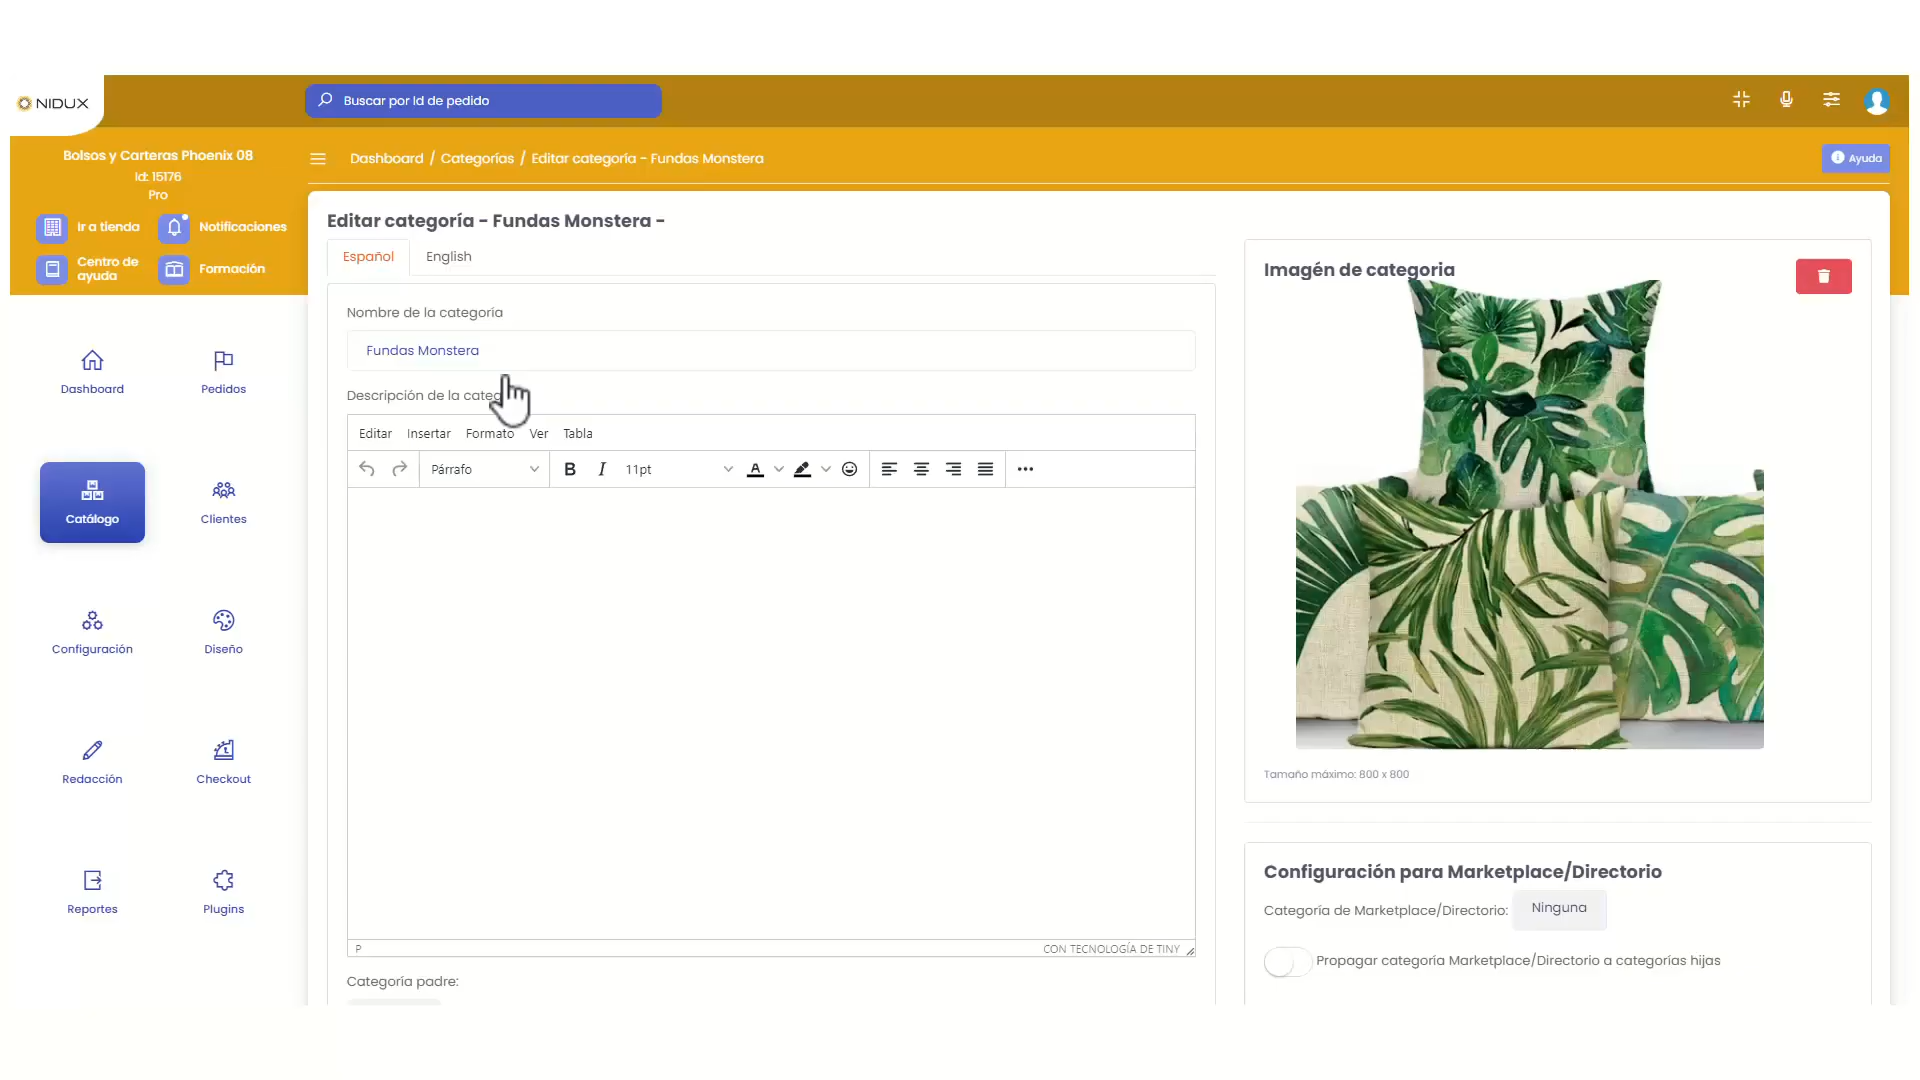 NIDUX
Buscar por Id de pedido
Bolsos y Carteras Phoenix 08
Id: 15176
Pro
Ir a tienda
Notificaciones
Centro de
ayuda
Formación
Dashboard / Categorías / Editar categoría - Fundas Monstera
Ayuda
Dashboard
Pedidos
Catálogo
Clientes
Configuración
Diseño
Redacción
Checkout
Reportes
Plugins
Editar categoría - Fundas Monstera -
Español
English
Nombre de la categoría
Fundas Monstera
Descripción de la categ
Editar Insertar Formato Ver Tabla
Párrafo
B I 11pt A
P
CON TECNOLOGÍA DE TINY
Categoría padre:
Imagén de categoria
Tamaño máximo: 800 x 800
Configuración para Marketplace/Directorio
Categoría de Marketplace/Directorio: Ninguna
Propagar categoría Marketplace/Directorio a categorías hijas